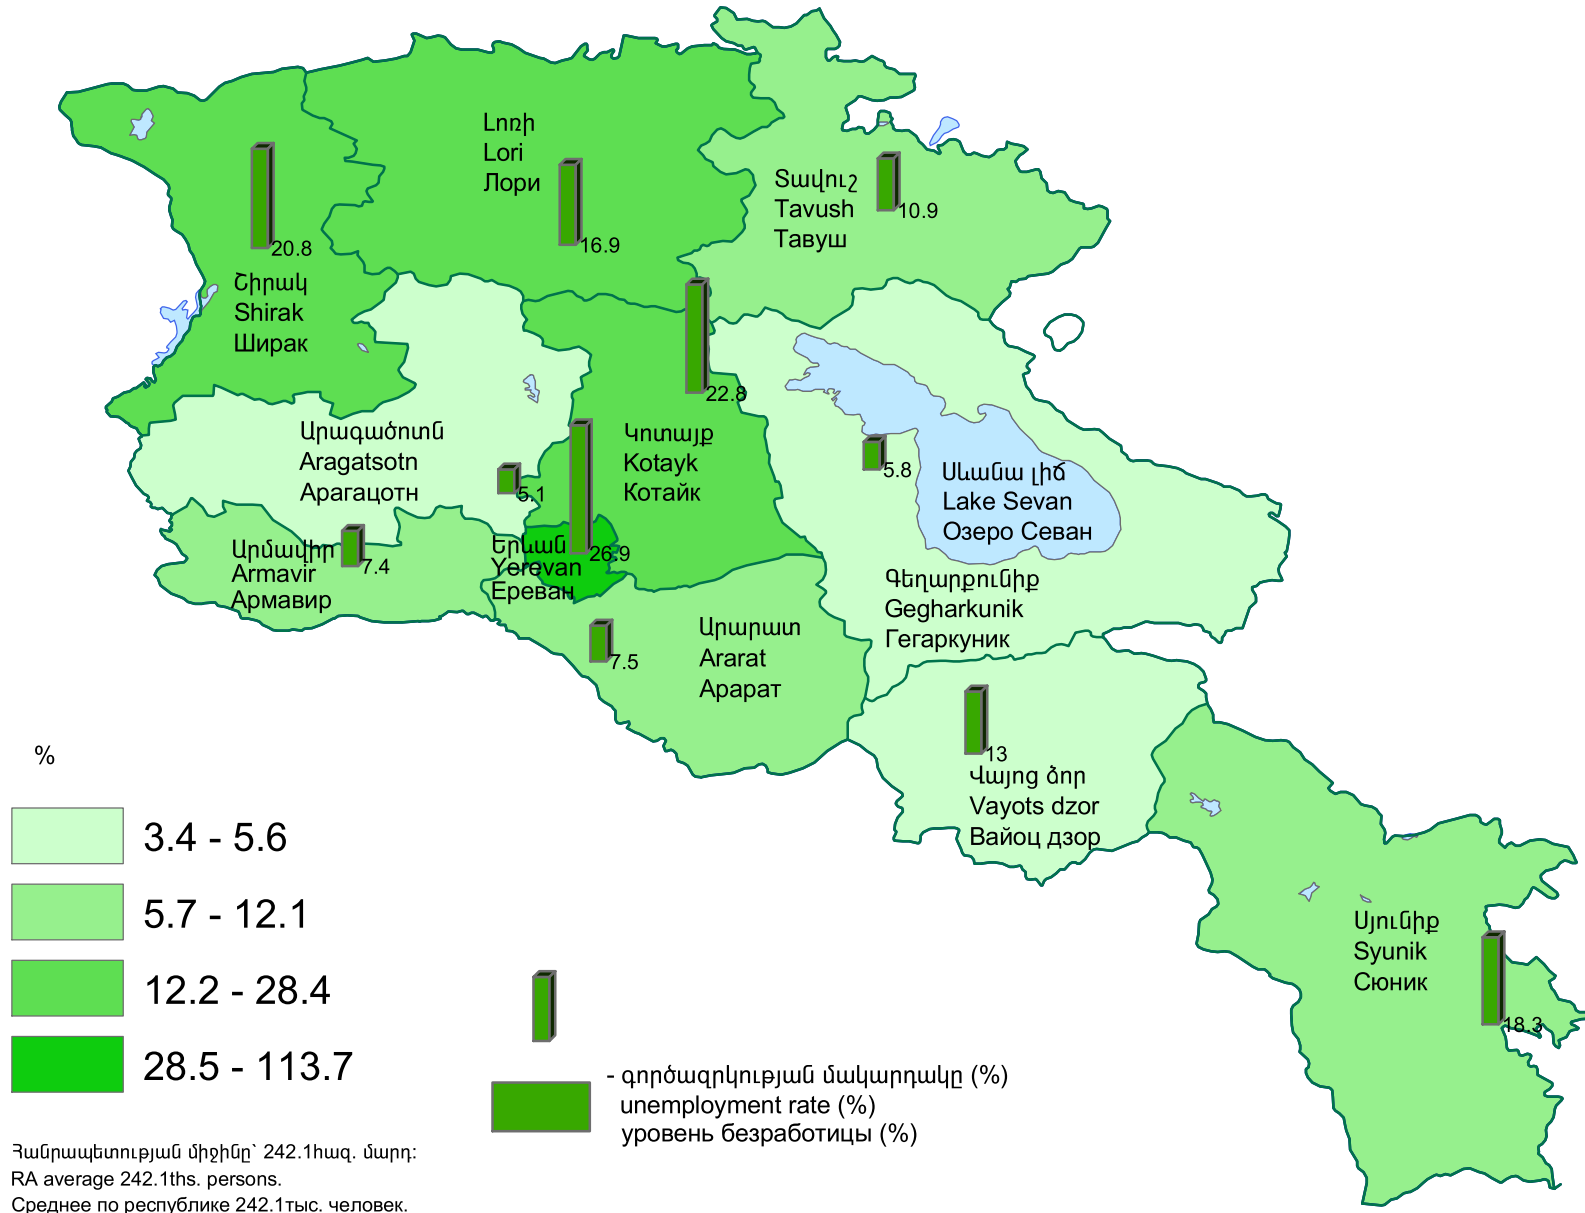 Լոռի
Lori
Лори
16.9
Տավուշ
Tavush
Тавуш
10.9
20.8
Շիրակ
Shirak
Ширак
22.8
Արագածոտն
Aragatsotn
Арагацотн
5.1
Կոտայք
Kotayk
Котайк
5.8
Սևանա լիճ
Lake Sevan
Озеро Севан
Արմավիր
Armavir
Армавир
7.4
Երևան
Yerevan
Ереван
26.9
Գեղարքունիք
Gegharkunik
Гегаркуник
Արարատ
Ararat
Арарат
7.5
13
Վայոց ձոր
Vayots dzor
Вайоц дзор
Սյունիք
Syunik
Сюник
18.3
%
3.4 - 5.6
5.7 - 12.1
12.2 - 28.4
28.5 - 113.7
- գործազրկության մակարդակը (%)
unemployment rate (%)
уровень безработицы (%)
Հանրապետության միջինը՝ 242.1հազ. մարդ:
RA average 242.1ths. persons.
Среднее по республике 242.1тыс. человек.